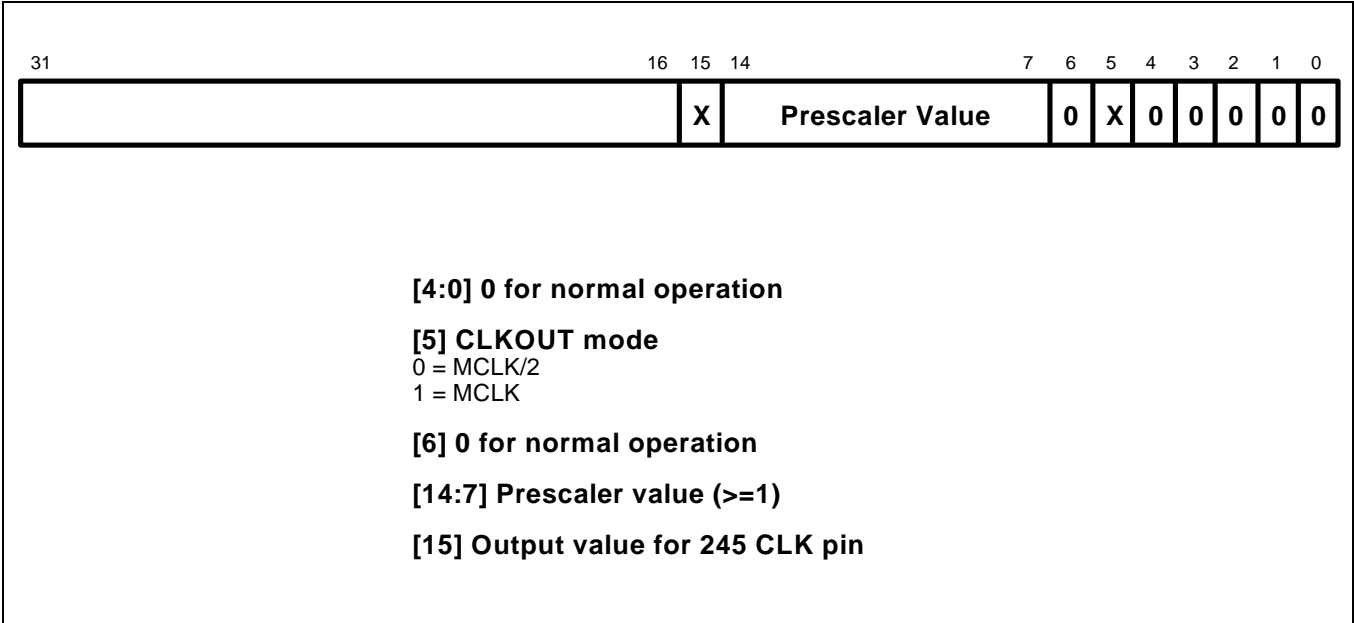 31 16 15 14 7 6 5 4 3 2 1 0
X Prescaler Value 0 X 0 0 0 0 0
[4:0] 0 for normal operation
[5] CLKOUT mode
0 = MCLK/2
1 = MCLK
[6] 0 for normal operation
[14:7] Prescaler value (>=1)
[15] Output value for 245 CLK pin